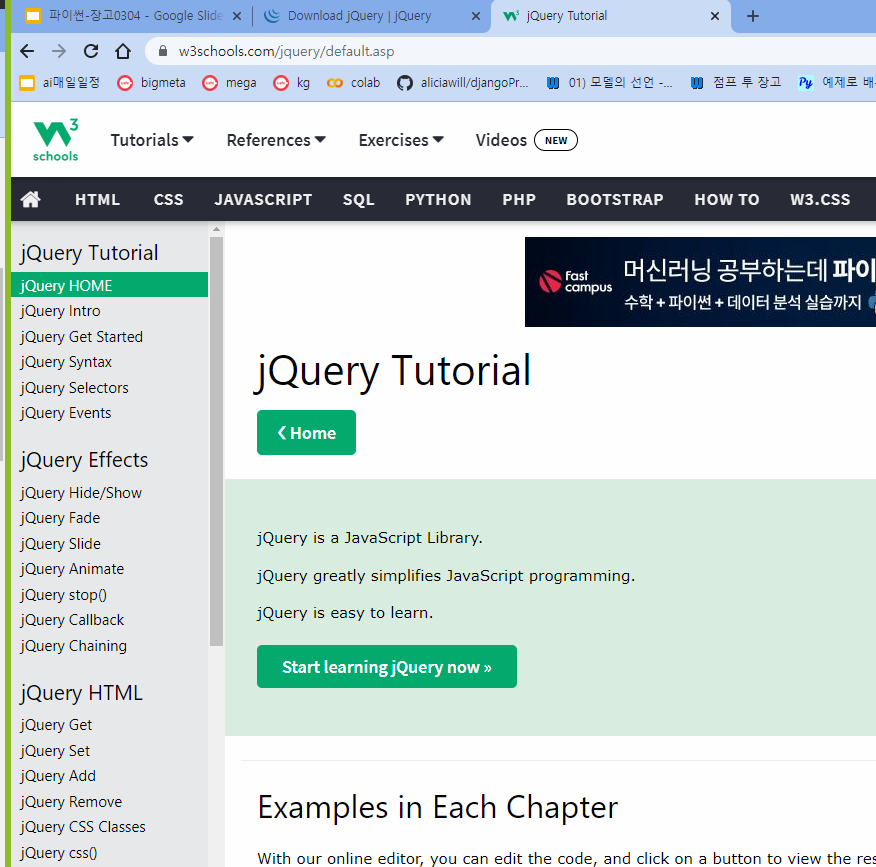 파이썬-장고0304 - Google Slide
Download jQuery | jQuery
jQuery Tutorial
w3schools.com/jquery/default.asp
ai매일일정
bigmeta
mega
kg
colab
aliciawill/djangoPr...
01) 모델의 선언 -...
점프 투 장고
Py
예제로 배
W3
schools
Tutorials
References
Exercises
Videos
NEW
HTML
CSS
JAVASCRIPT
SQL
PYTHON
PHP
BOOTSTRAP
HOW TO
W3.CSS
jQuery Tutorial
jQuery HOME
jQuery Intro
jQuery Get Started
jQuery Syntax
jQuery Selectors
jQuery Events
jQuery Effects
jQuery Hide/Show
jQuery Fade
jQuery Slide
jQuery Animate
jQuery stop()
jQuery Callback
jQuery Chaining
jQuery HTML
jQuery Get
jQuery Set
jQuery Add
jQuery Remove
jQuery CSS Classes
jQuery css()
Fast
campus
머신러닝 공부하는데 파이
수학 + 파이썬 + 데이터 분석 실습까지
jQuery Tutorial
❮ Home
jQuery is a JavaScript Library.
jQuery greatly simplifies JavaScript programming.
jQuery is easy to learn.
Start learning jQuery now »
Examples in Each Chapter
With our online editor, you can edit the code, and click on a button to view the res